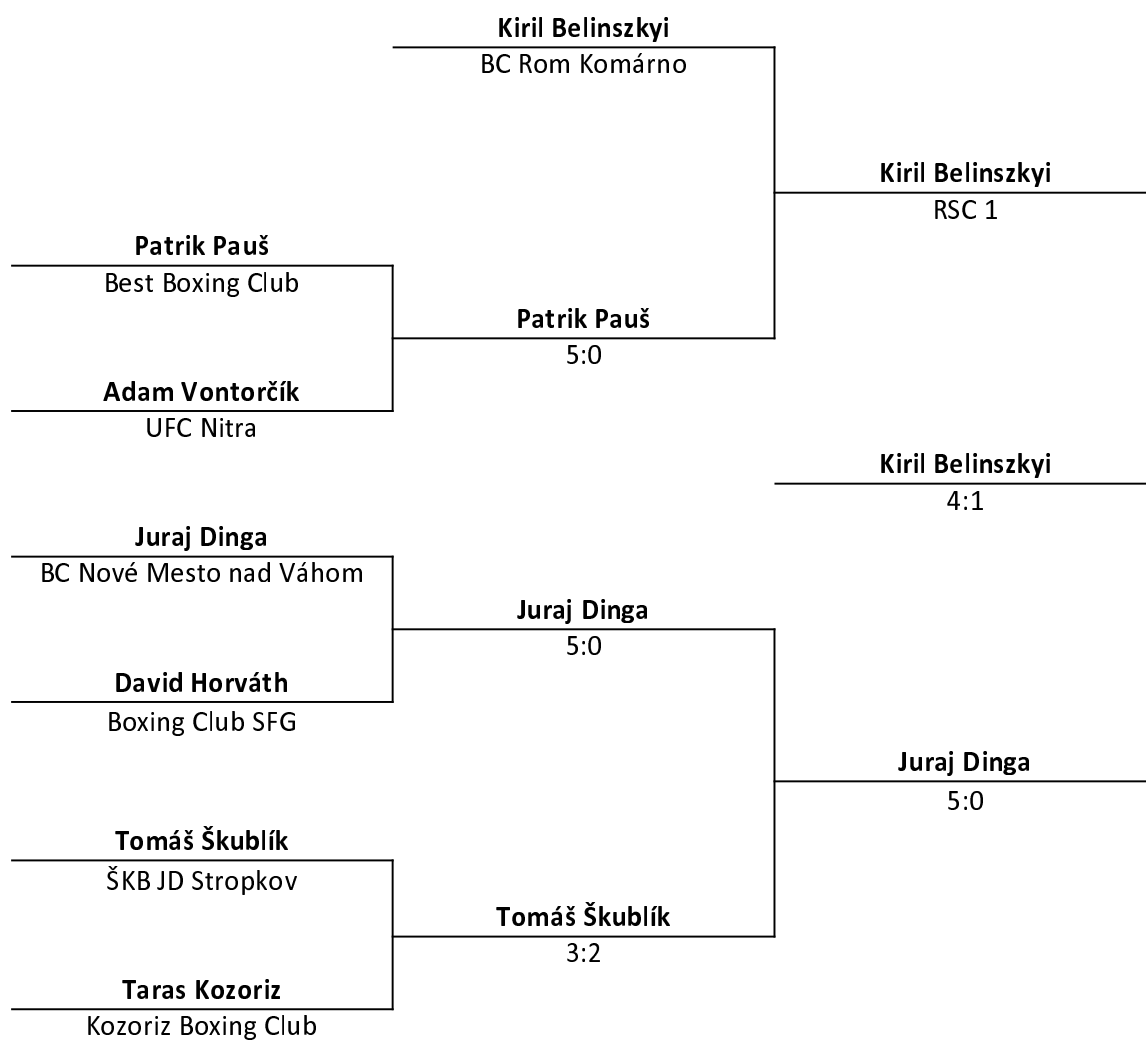 Kiril Belinszkyi
BC Rom Komárno
Kiril Belinszkyi
RSC 1
Patrik Pauš
Best Boxing Club
Patrik Pauš
5:0
Adam Vontorčík
UFC Nitra
Kiril Belinszkyi
4:1
Juraj Dinga
BC Nové Mesto nad Váhom
Juraj Dinga
5:0
David Horváth
Boxing Club SFG
Juraj Dinga
5:0
Tomáš Škublík
ŠKB JD Stropkov
Tomáš Škublík
3:2
Taras Kozoriz
Kozoriz Boxing Club